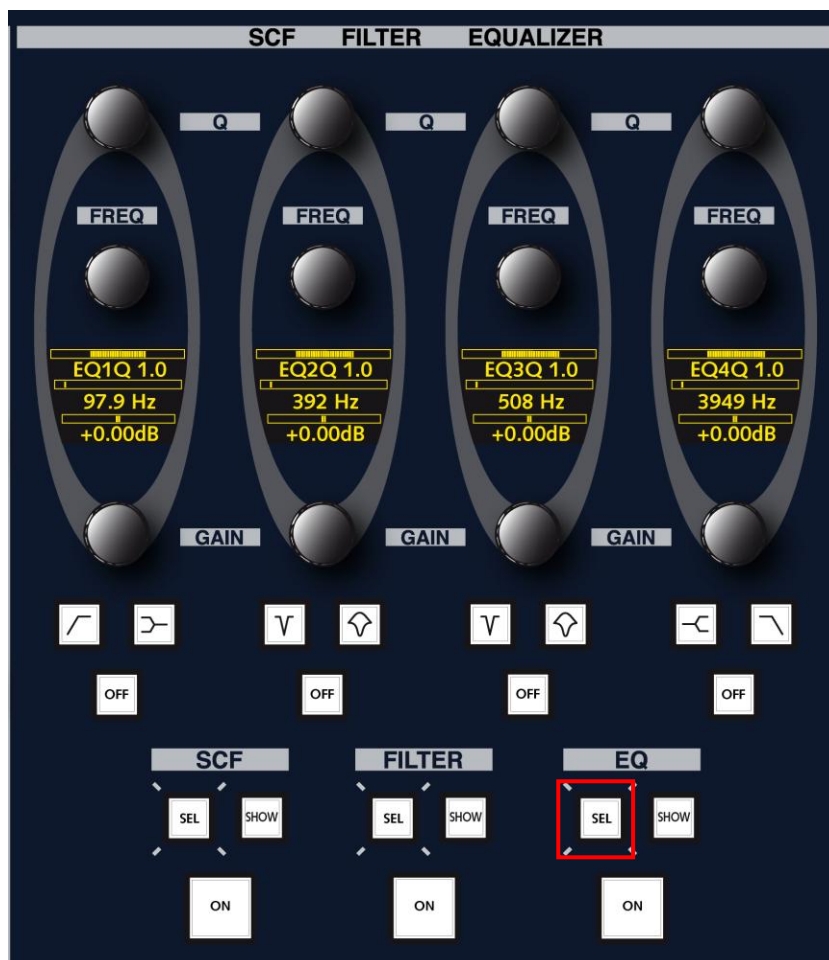 SCF FILTER EQUALIZER
Q Q Q
FREQ FREQ FREQ FREQ
EQ1Q 1.0 EQ2Q 1.0 EQ3Q 1.0 EQ4Q 1.0
97.9 Hz 392 Hz 508 Hz 3949 Hz
+0.00dB +0.00dB +0.00dB +0.00dB
GAIN GAIN GAIN
OFF OFF OFF OFF
SCF FILTER EQ
SEL SHOW SEL SHOW SEL SHOW
ON ON ON